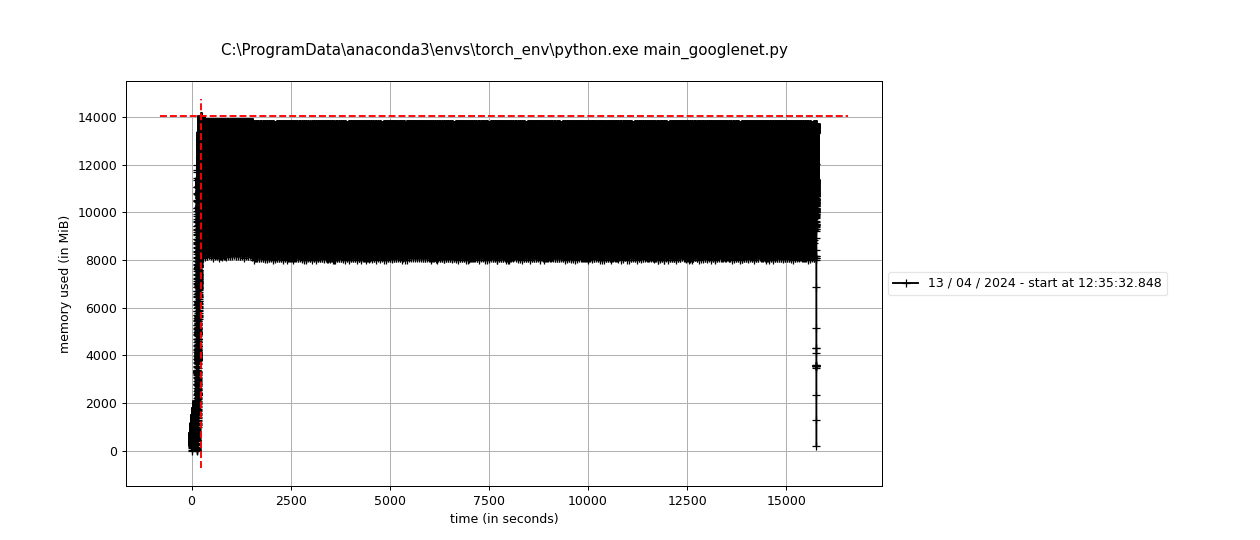 C:\ProgramData\anaconda3\envs\torch_env\python.exe main_googlenet.py
14000
12000
10000
8000
6000
4000
2000
0
memory used (in MiB)
0 2500 5000 7500 10000 12500 15000
time (in seconds)
13 / 04 / 2024 - start at 12:35:32.848